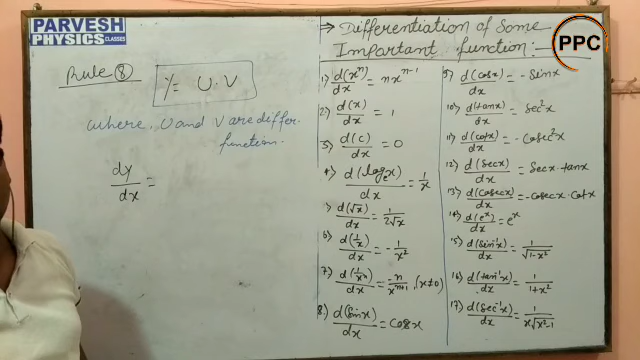 PARVESH
PHYSICS CLASSES
Rule ⑧
y = U·V
where, U and V are differ.
function.
dy/dx =
⇒ Differentiation of Some
Important function:—
PPC
1) d(xⁿ)/dx = nxⁿ⁻¹
2) d(x)/dx = 1
3) d(c)/dx = 0
4) d(logₑx)/dx = 1/x
5) d(√x)/dx = 1/2√x
6) d(1/x)/dx = -1/x²
7) d(1/xⁿ)/dx = -n/xⁿ⁺¹, (x≠0)
8) d(sinx)/dx = cosx
9) d(cosx)/dx = -sinx
10) d(tanx)/dx = sec²x
11) d(cotx)/dx = -cosec²x
12) d(secx)/dx = secx·tanx
13) d(cosecx)/dx = -cosecx·cotx
14) d(eˣ)/dx = eˣ
15) d(sin⁻¹x)/dx = 1/√1-x²
16) d(tan⁻¹x)/dx = 1/1+x²
17) d(sec⁻¹x)/dx = 1/x√x²-1